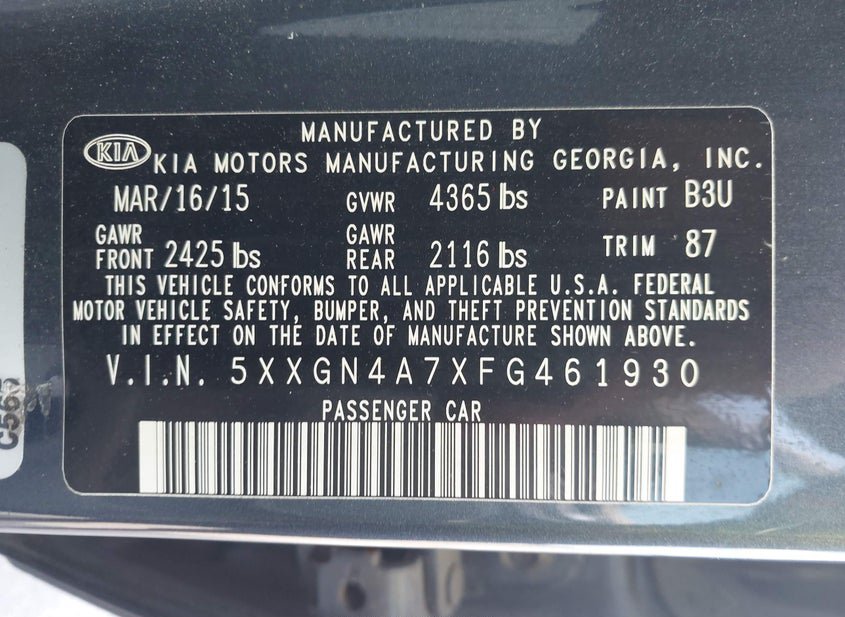 MANUFACTURED BY
KIA KIA MOTORS MANUFACTURING GEORGIA, INC.
MAR/16/15 GVWR 4365 lbs PAINT B3U
GAWR FRONT 2425 lbs GAWR REAR 2116 lbs TRIM 87
THIS VEHICLE CONFORMS TO ALL APPLICABLE U.S.A. FEDERAL
MOTOR VEHICLE SAFETY, BUMPER, AND THEFT PREVENTION STANDARDS
IN EFFECT ON THE DATE OF MANUFACTURE SHOWN ABOVE.
V.I.N. 5XXGN4A7XFG461930
PASSENGER CAR